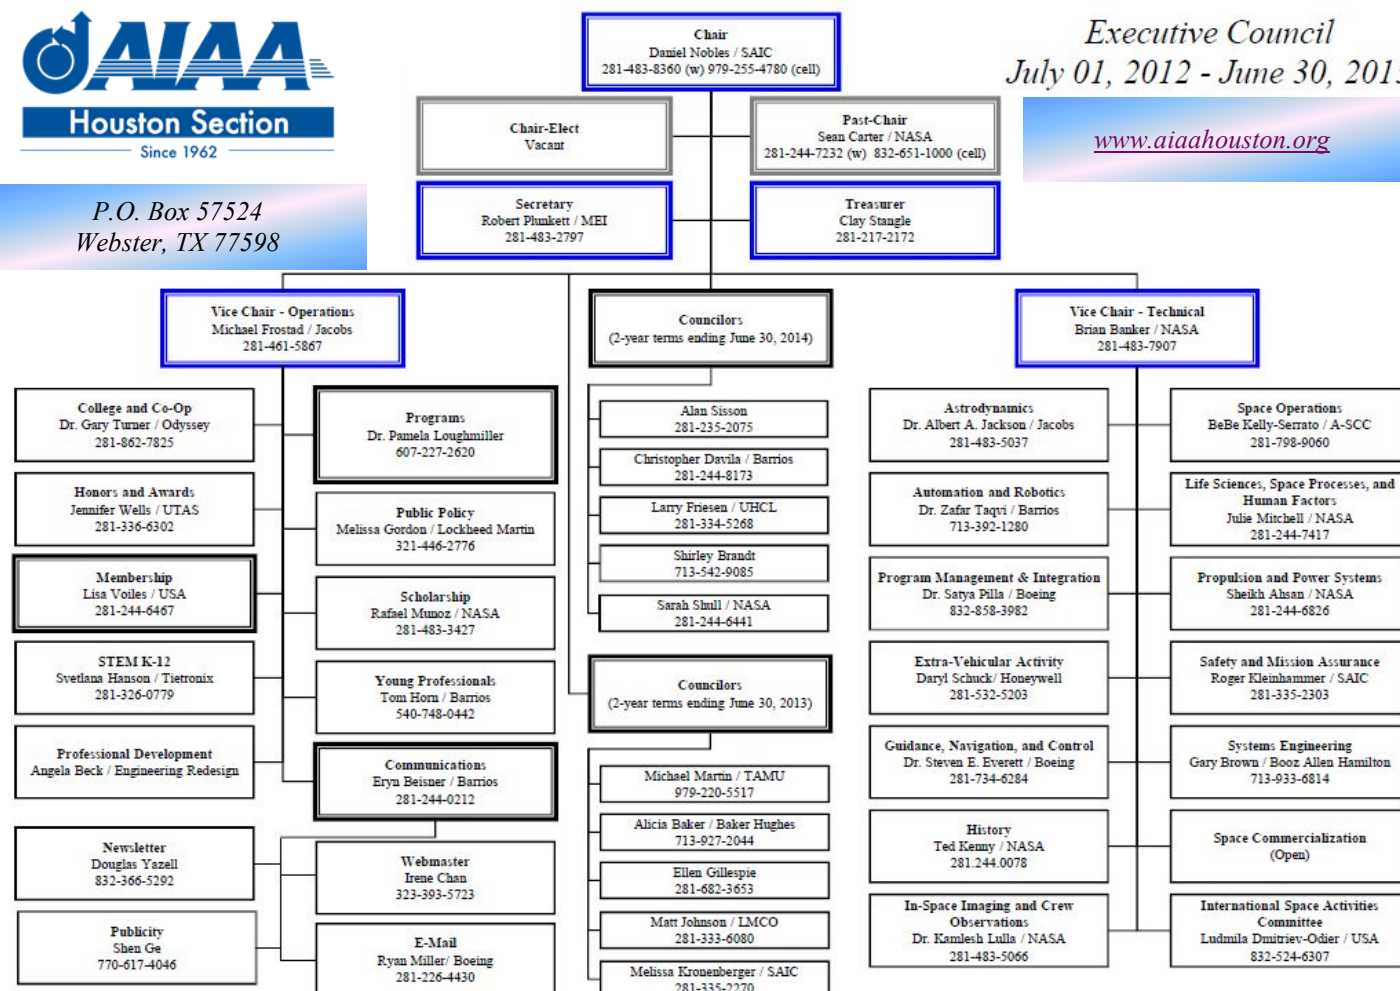 AIAA
Houston Section
Since 1962
P.O. Box 57524
Webster, TX 77598
Executive Council
July 01, 2012 - June 30, 201
www.aiaahouston.org
Chair
Daniel Nobles / SAIC
281-483-8360 (w) 979-255-4780 (cell)
Chair-Elect
Vacant
Past-Chair
Sean Carter / NASA
281-244-7232 (w) 832-651-1000 (cell)
Secretary
Robert Plunkett / MEI
281-483-2797
Treasurer
Clay Stangle
281-217-2172
Vice Chair - Operations
Michael Frostad / Jacobs
281-461-5867
College and Co-Op
Dr. Gary Turner / Odyssey
281-862-7825
Programs
Dr. Pamela Loughmiller
607-227-2620
Honors and Awards
Jennifer Wells / UTAS
281-336-6302
Public Policy
Melissa Gordon / Lockheed Martin
321-446-2776
Membership
Lisa Voiles / USA
281-244-6467
Scholarship
Rafael Munoz / NASA
281-483-3427
STEM K-12
Svetlana Hanson / Tietronix
281-326-0779
Young Professionals
Tom Horn / Barrios
540-748-0442
Professional Development
Angela Beck / Engineering Redesign
Communications
Eryn Beisner / Barrios
281-244-0212
Newsletter
Douglas Yazell
832-366-5292
Webmaster
Irene Chan
323-393-5723
Publicity
Shen Ge
770-617-4046
E-Mail
Ryan Miller/ Boeing
281-226-4430
Councilors
(2-year terms ending June 30, 2014)
Alan Sisson
281-235-2075
Christopher Davila / Barrios
281-244-8173
Larry Friesen / UHCL
281-334-5268
Shirley Brandt
713-542-9085
Sarah Shull / NASA
281-244-6441
Councilors
(2-year terms ending June 30, 2013)
Michael Martin / TAMU
979-220-5517
Alicia Baker / Baker Hughes
713-927-2044
Ellen Gillespie
281-682-3653
Matt Johnson / LMCO
281-333-6080
Melissa Kronenberger / SAIC
281-335-2270
Vice Chair - Technical
Brian Banker / NASA
281-483-7907
Astrodynamics
Dr. Albert A. Jackson / Jacobs
281-483-5037
Space Operations
BeBe Kelly-Serrato / A-SCC
281-798-9060
Automation and Robotics
Dr. Zafar Taqvi / Barrios
713-392-1280
Life Sciences, Space Processes, and
Human Factors
Julie Mitchell / NASA
281-244-7417
Program Management & Integration
Dr. Satya Pilla / Boeing
832-858-3982
Propulsion and Power Systems
Sheikh Ahsan / NASA
281-244-6826
Extra-Vehicular Activity
Daryl Schuck/ Honeywell
281-532-5203
Safety and Mission Assurance
Roger Kleinhammer / SAIC
281-335-2303
Guidance, Navigation, and Control
Dr. Steven E. Everett / Boeing
281-734-6284
Systems Engineering
Gary Brown / Booz Allen Hamilton
713-933-6814
History
Ted Kenny / NASA
281.244.0078
Space Commercialization
(Open)
In-Space Imaging and Crew
Observations
Dr. Kamlesh Lulla / NASA
281-483-5066
International Space Activities
Committee
Ludmila Dmitriev-Odier / USA
832-524-6307